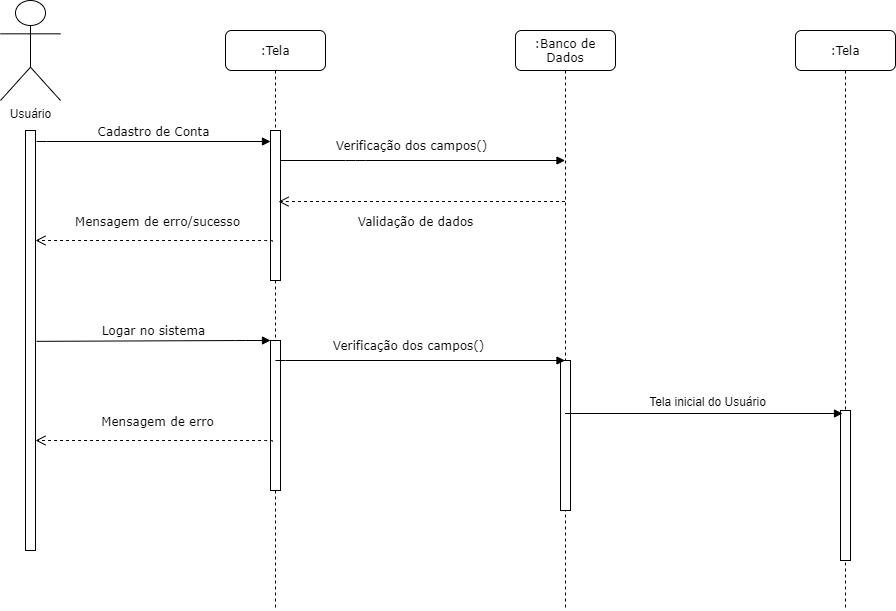 :Tela
:Banco de
Dados
:Tela
Usuário
Cadastro de Conta
Verificação dos campos()
Mensagem de erro/sucesso
Validação de dados
Logar no sistema
Verificação dos campos()
Tela inicial do Usuário
Mensagem de erro